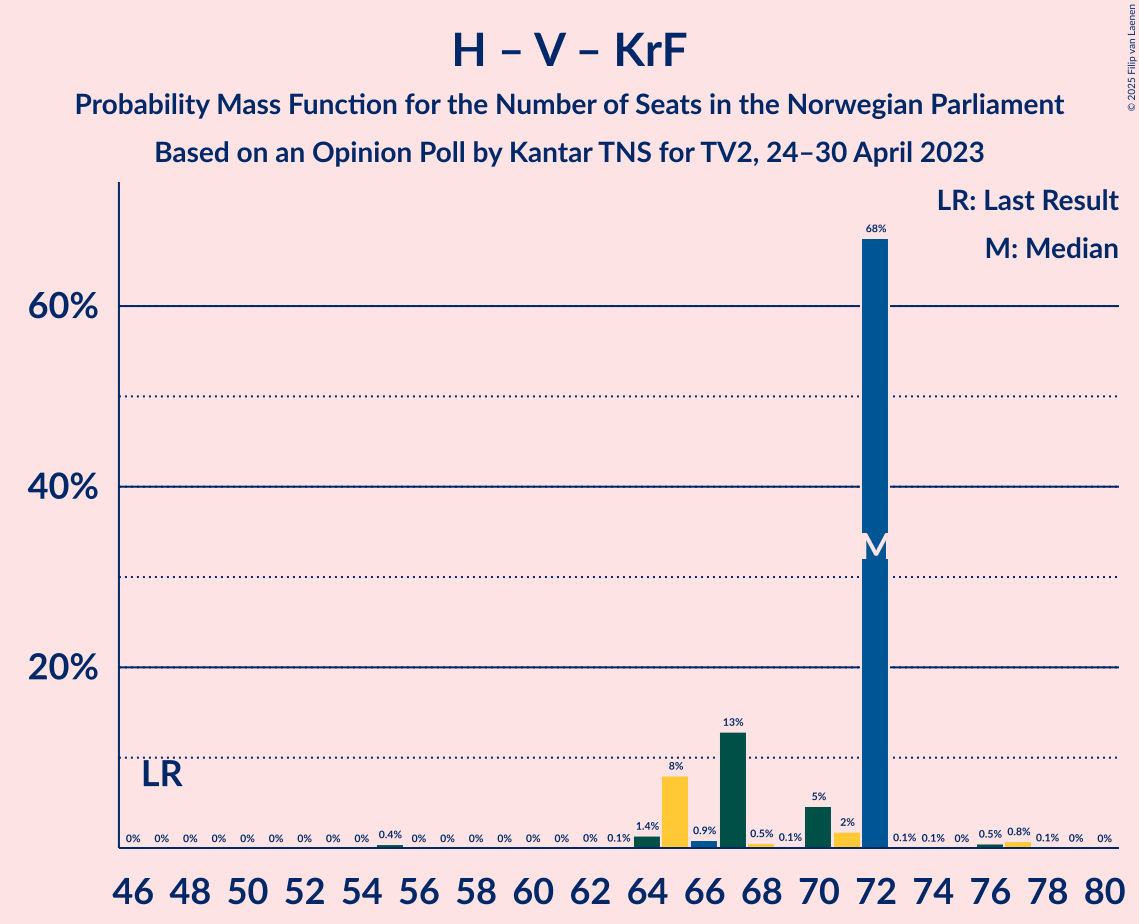 H – V – KrF
Probability Mass Function for the Number of Seats in the Norwegian Parliament
Based on an Opinion Poll by Kantar TNS for TV2, 24–30 April 2023
© 2025 Filip van Laenen
LR: Last Result
M: Median
60%
40%
20%
LR
M
0% 0% 0% 0% 0% 0% 0% 0% 0% 0.4% 0% 0% 0% 0% 0% 0% 0% 0.1% 1.4% 8% 0.9% 13% 0.5% 0.1% 5% 2% 68% 0.1% 0.1% 0% 0.5% 0.8% 0.1% 0% 0%
46 48 50 52 54 56 58 60 62 64 66 68 70 72 74 76 78 80